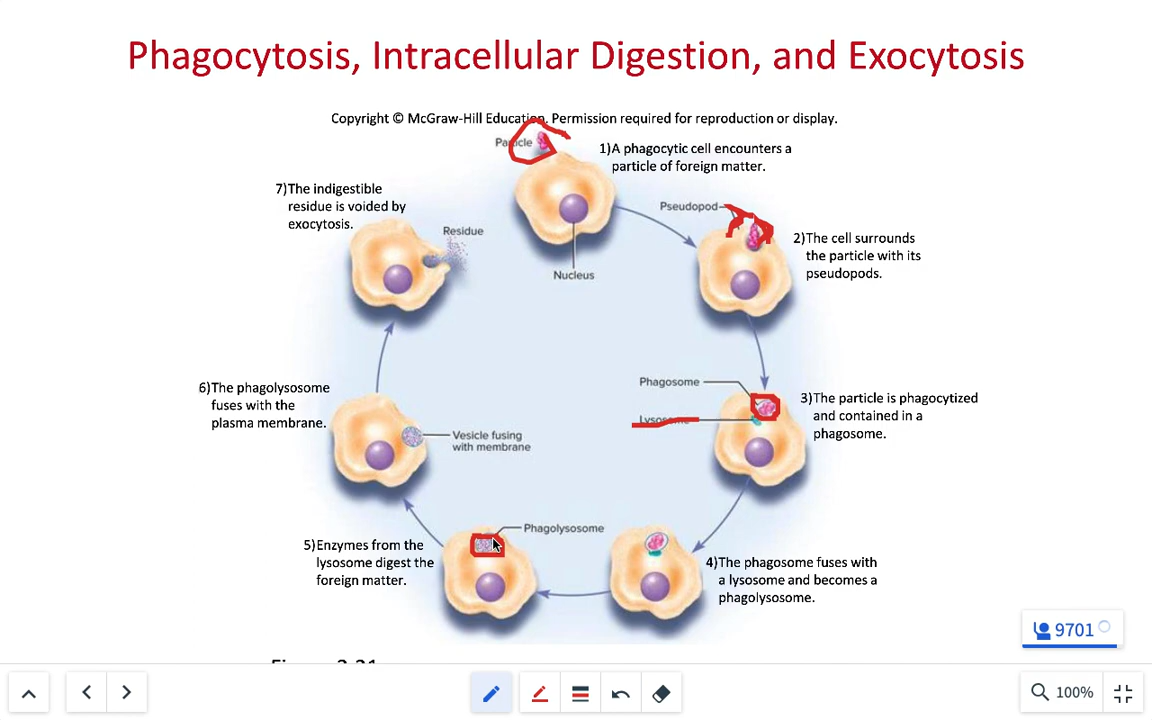 Phagocytosis, Intracellular Digestion, and Exocytosis
Copyright © McGraw-Hill Education. Permission required for reproduction or display.
Particle
1)A phagocytic cell encounters a
particle of foreign matter.
7)The indigestible
residue is voided by
exocytosis.
Pseudopod
Residue
2)The cell surrounds
the particle with its
pseudopods.
Nucleus
Phagosome
6)The phagolysosome
fuses with the
plasma membrane.
3)The particle is phagocytized
and contained in a
phagosome.
Lysosome
Vesicle fusing
with membrane
Phagolysosome
5)Enzymes from the
lysosome digest the
foreign matter.
4)The phagosome fuses with
a lysosome and becomes a
phagolysosome.
9701
100%